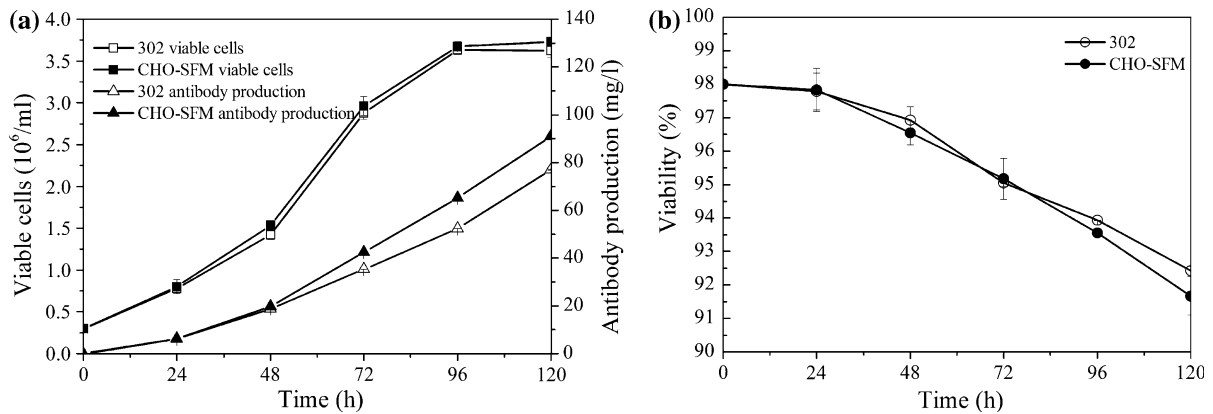 (a)
4.0
3.5
3.0
2.5
2.0
1.5
1.0
0.5
0.0
Viable cells (10⁶/ml)
302 viable cells
CHO-SFM viable cells
302 antibody production
CHO-SFM antibody production
140
120
100
80
60
40
20
0
Antibody production (mg/l)
0 24 48 72 96 120
Time (h)
(b)
100
99
98
97
96
95
94
93
92
91
90
Viability (%)
302
CHO-SFM
0 24 48 72 96 120
Time (h)